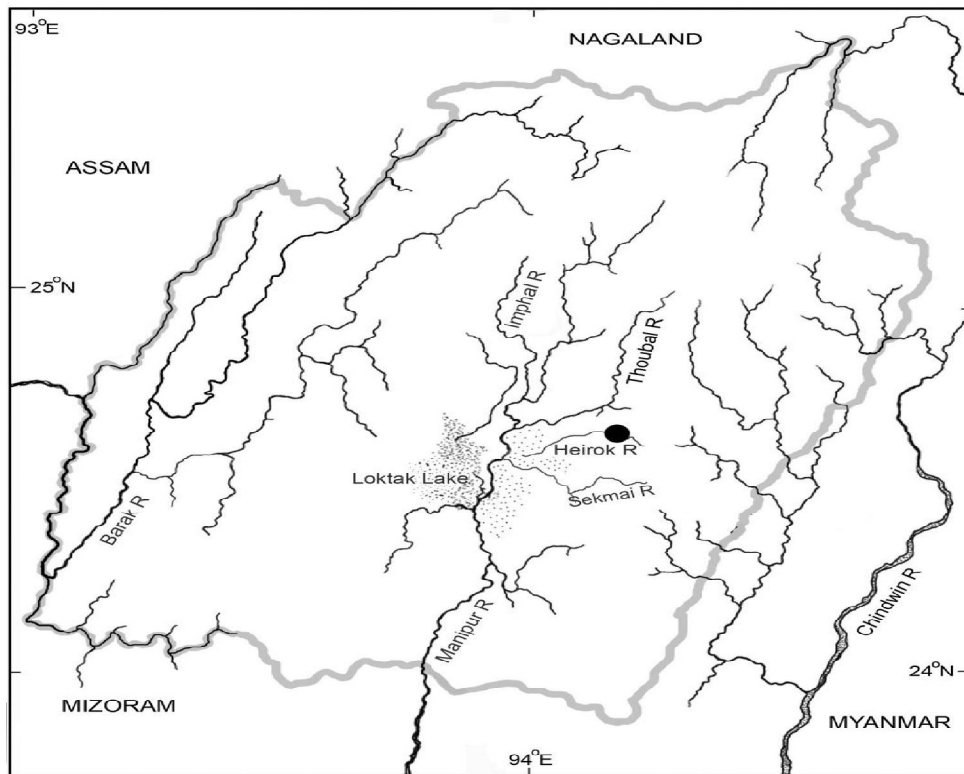 93°E
NAGALAND
ASSAM
25°N
Imphal R
Thoubal R
Heirok R
Loktak Lake
Sekmai R
Barak R
Chindwin R
Manipur R
24°N
MIZORAM
MYANMAR
94°E